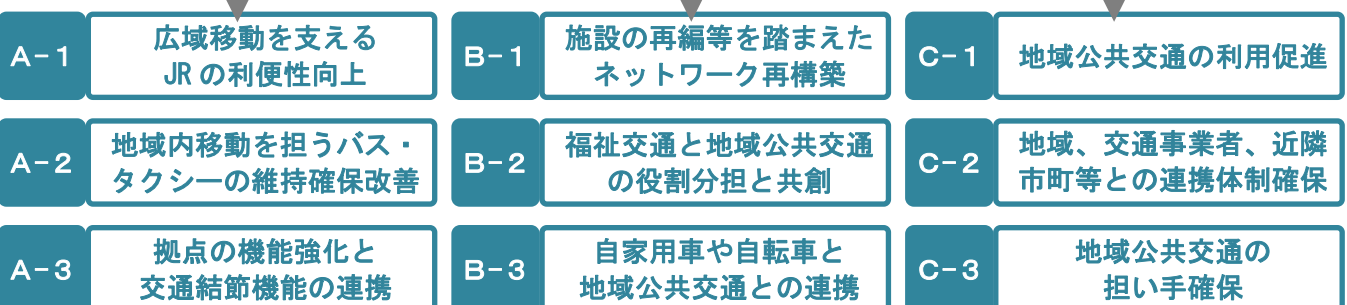 A-1
広域移動を支える
JRの利便性向上
B-1
施設の再編等を踏まえた
ネットワーク再構築
C-1
地域公共交通の利用促進
A-2
地域内移動を担うバス・
タクシーの維持確保改善
B-2
福祉交通と地域公共交通
の役割分担と共創
C-2
地域、交通事業者、近隣
市町等との連携体制確保
A-3
拠点の機能強化と
交通結節機能の連携
B-3
自家用車や自転車と
地域公共交通との連携
C-3
地域公共交通の
担い手確保